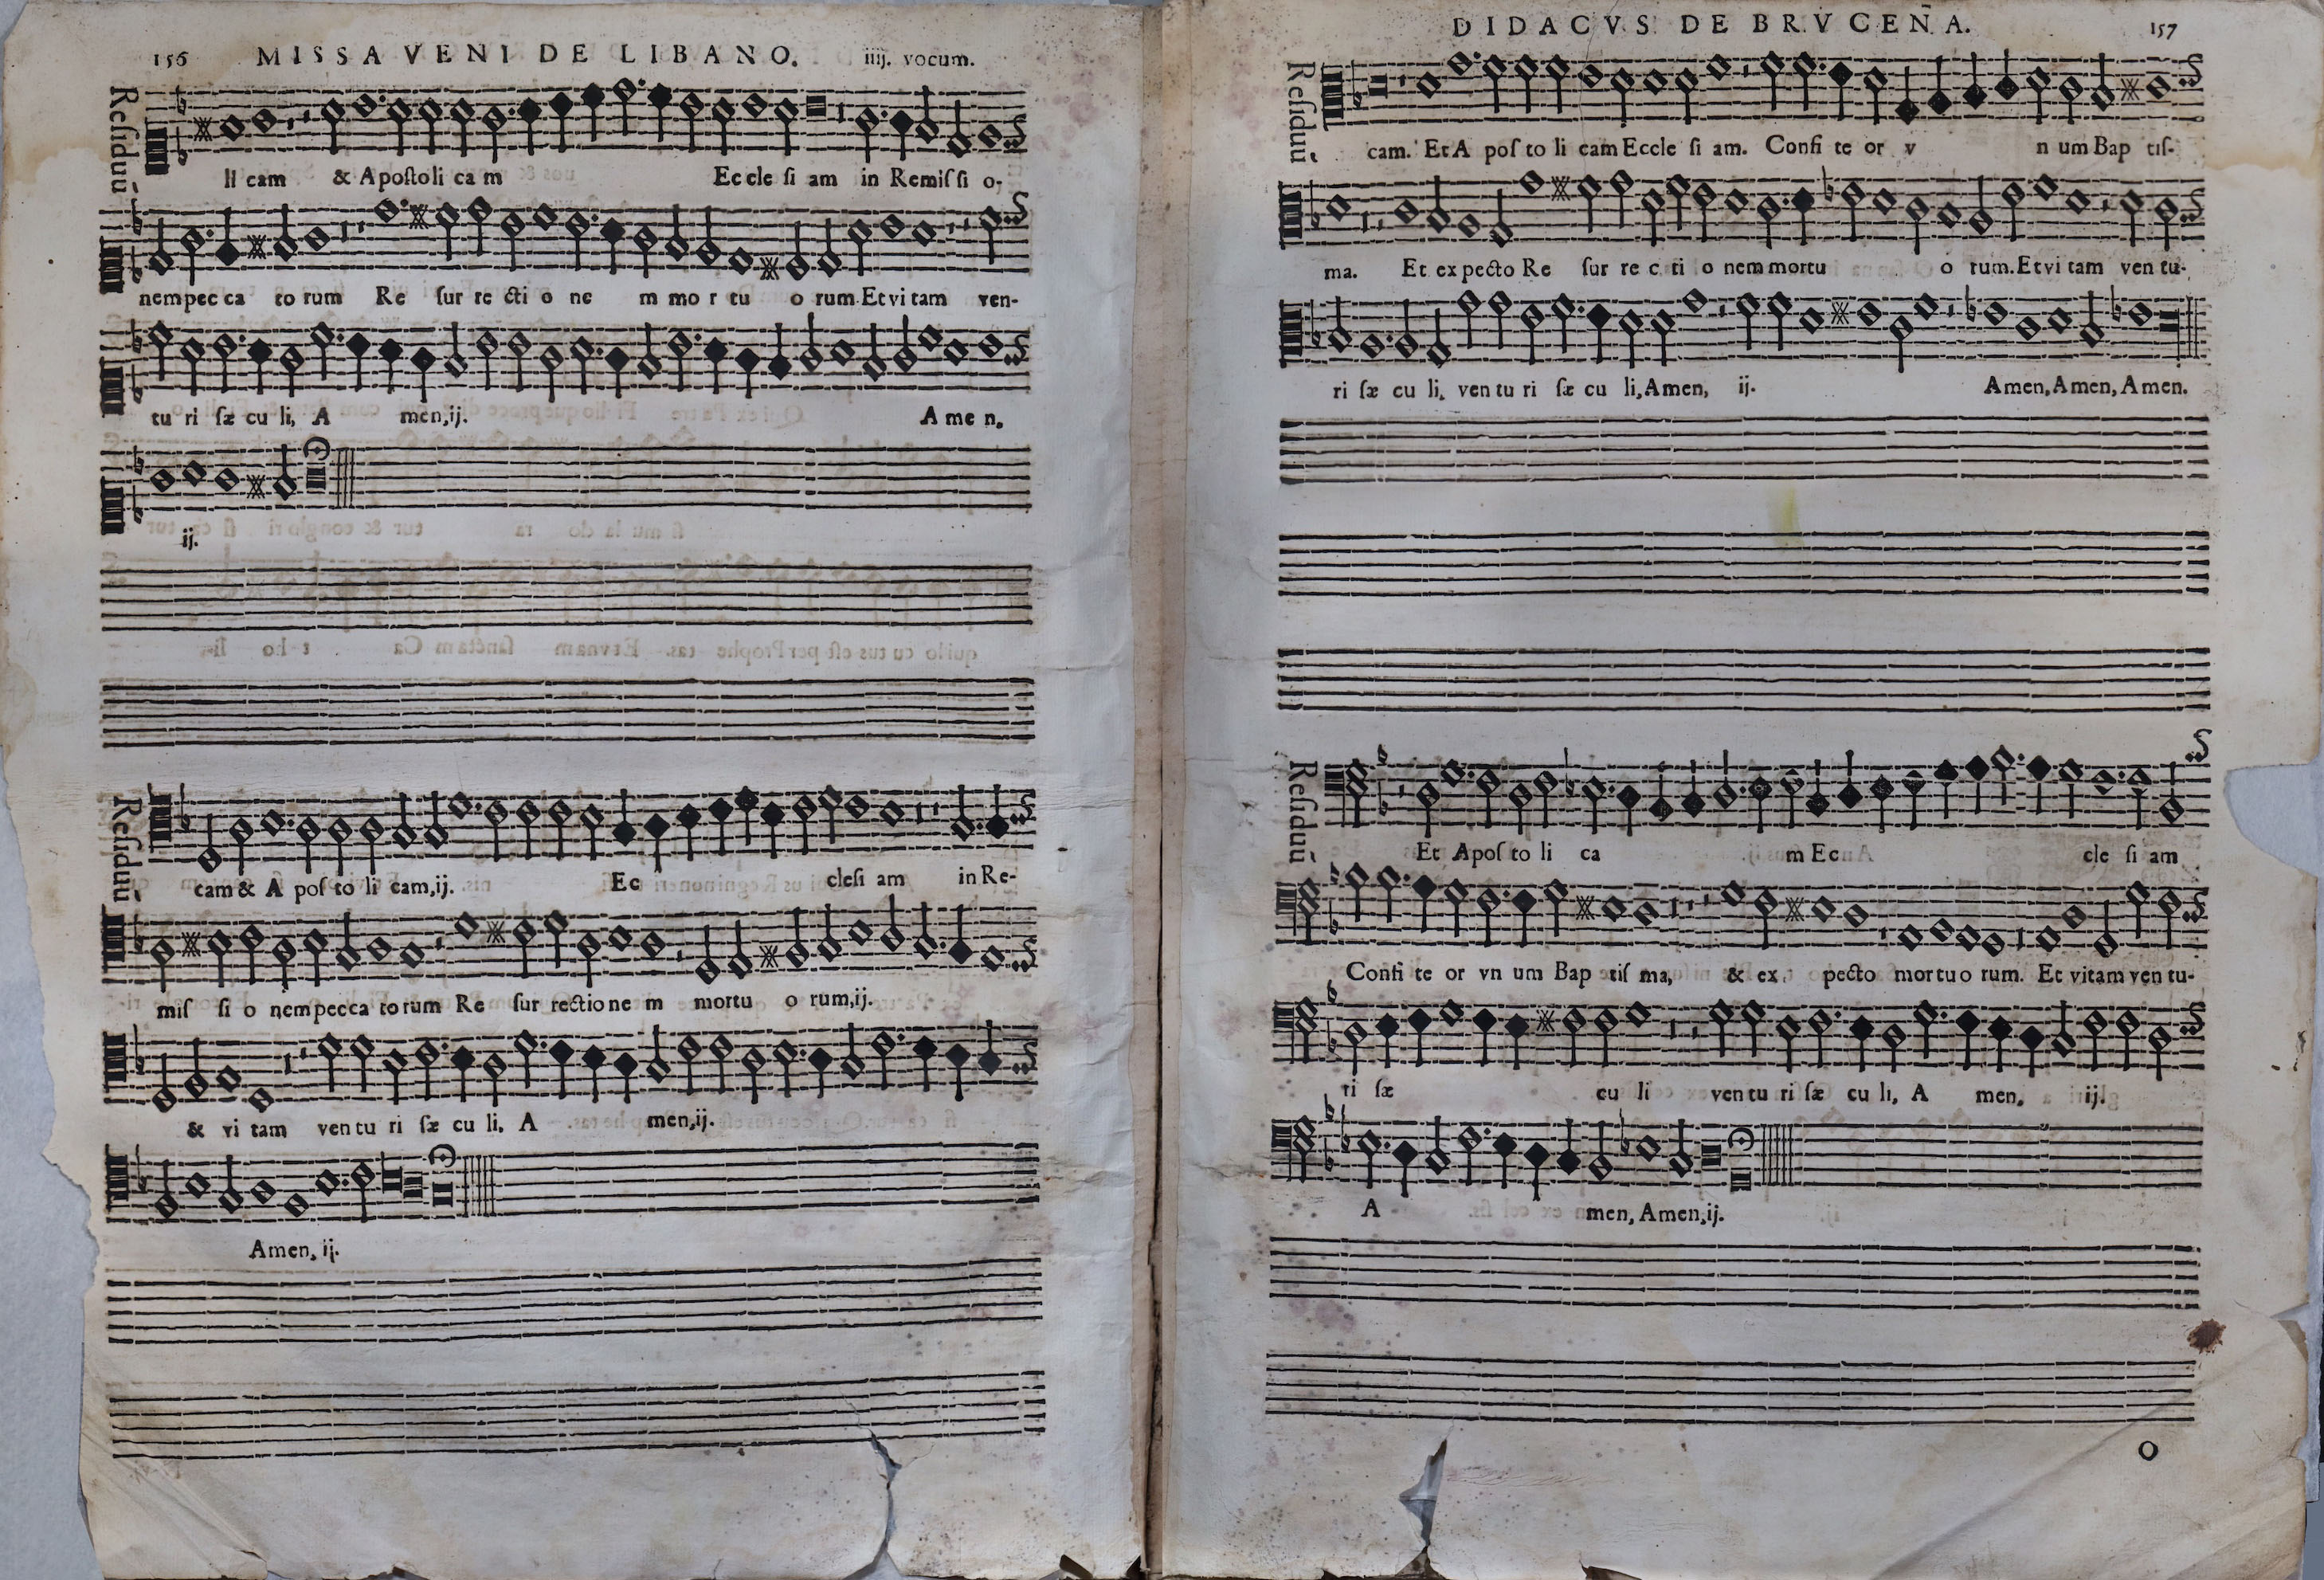 156 MISSA VENI DE LIBANO. iiij. vocum.
Residuũ
li cam & Apostoli ca m Ec cle si am in Remis si o-
nem pec ca to rum Re sur re cti o ne m mo r tu o rum. Et vi tam ven-
tu ri sæ cu li, A men, ij. A me n,
ij.
Residuũ
cam & A pos to li cam, ij. Ec clesi am in Re-
mis si o nem pecca torum Re sur rectio ne m mortu o rum, ij.
& vi tam ven tu ri sæ cu li, A men, ij.
Amen, ij.
DIDACVS DE BRVCEÑA. 157
Residuũ
cam. Et A pos to li cam Eccle si am. Confi te or v n um Bap tis-
ma. Et ex pecto Re sur re c ti o nem mortu o rum. Et vi tam ven tu-
ri sæ cu li, ven tu ri sæ cu li, Amen, ij. Amen, Amen, Amen.
Residuũ
Et Apos to li ca m Ec cle si am
Confi te or vn um Bap tis ma, & ex pecto mortuo rum. Et vitam ven tu-
ri sæ cu li ven tu ri sæ cu li, A men, ij.
A men, Amen, ij.
O